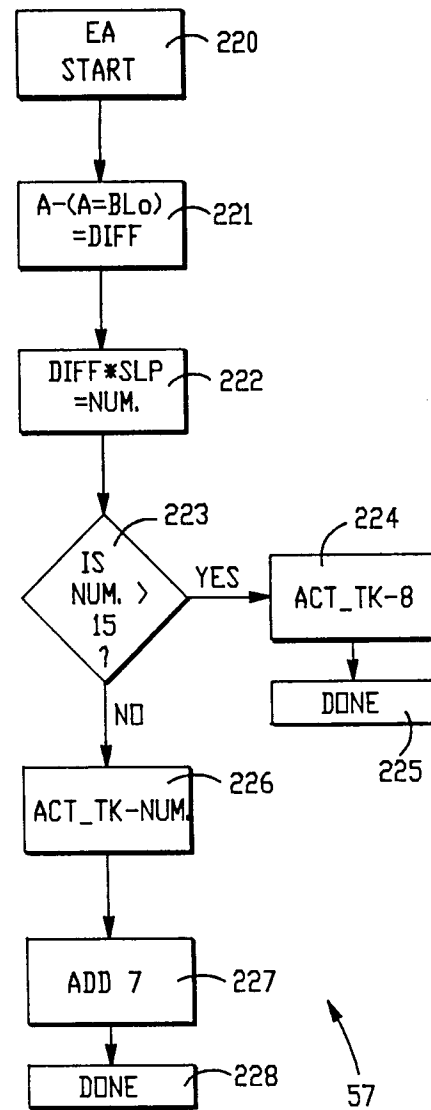 EA
START
220
A-(A=BLo)
=DIFF
221
DIFF*SLP
=NUM.
222
IS
NUM. >
15
?
223
YES
224
ACT_TK-8
DONE
225
NO
226
ACT_TK-NUM.
ADD 7
227
DONE
228
57